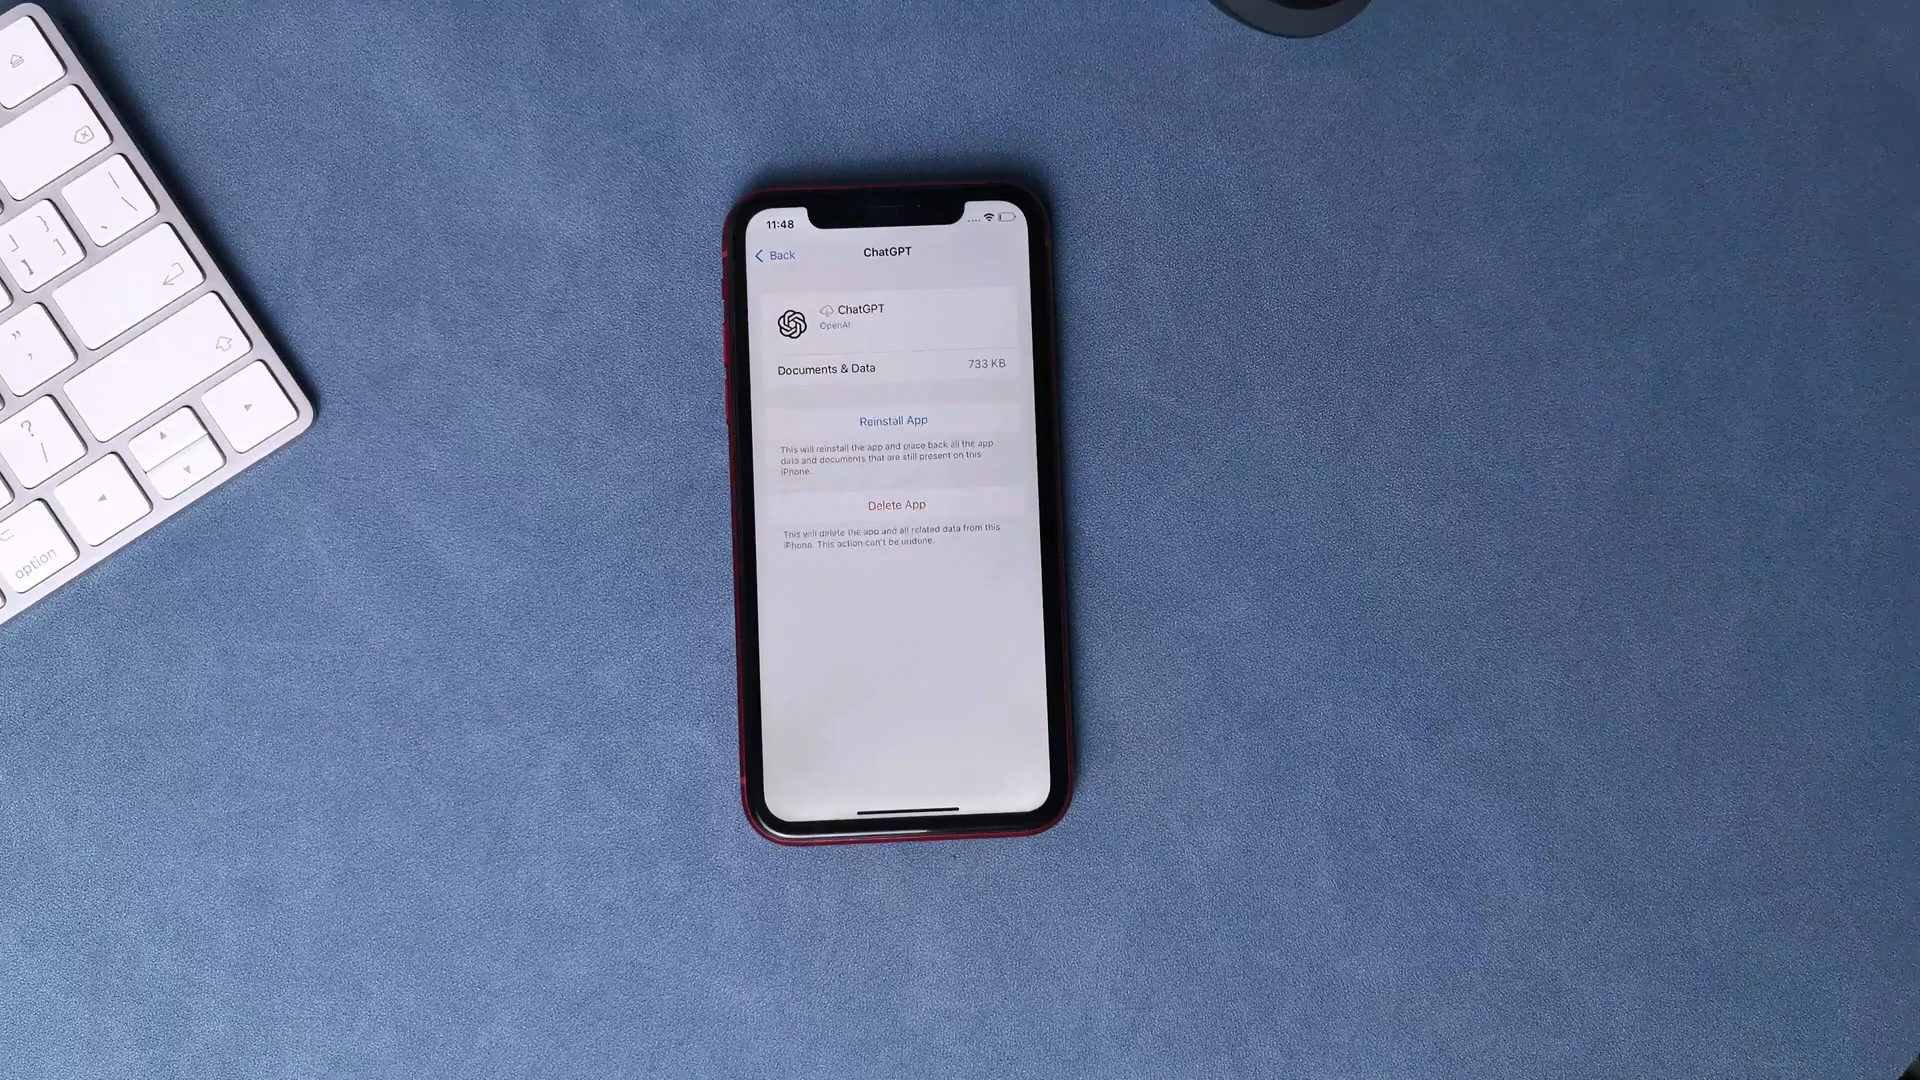 11:48
Back
ChatGPT
ChatGPT
OpenAI
Documents & Data
733 KB
Reinstall App
This will reinstall the app and place back all the app
data and documents that are still present on this
iPhone.
Delete App
This will delete the app and all related data from this
iPhone. This action can't be undone.
option